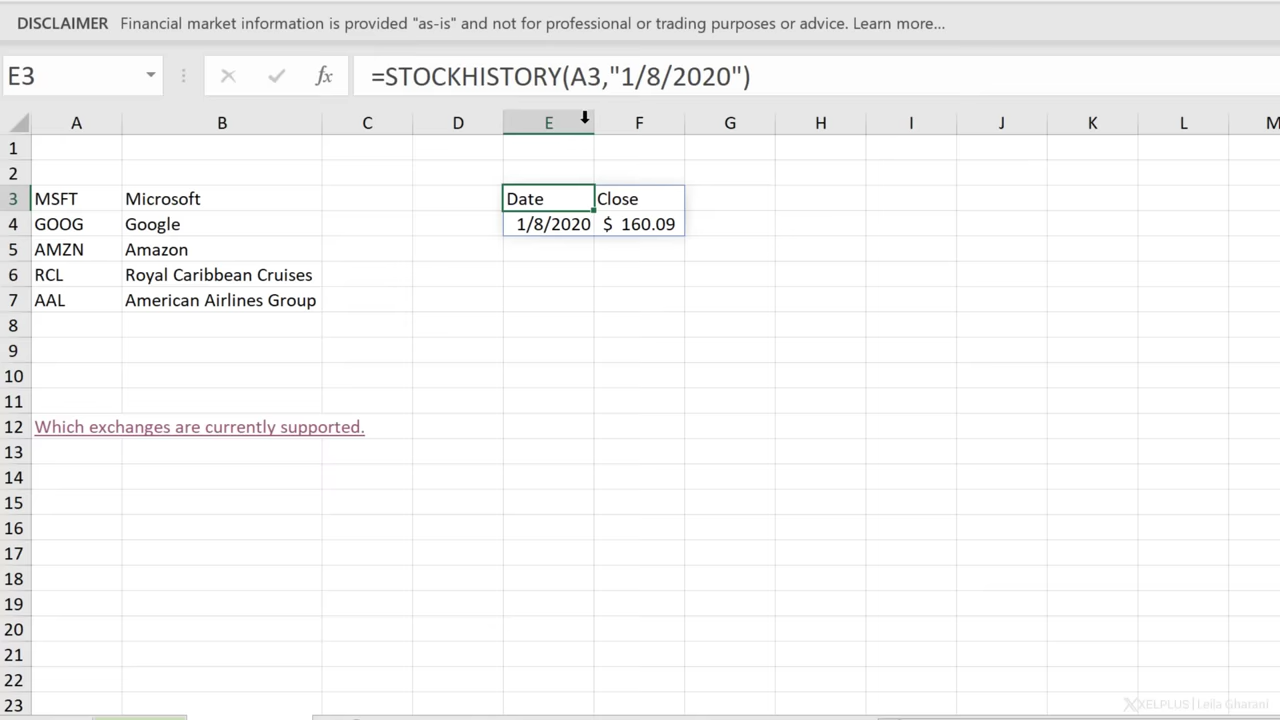 DISCLAIMER Financial market information is provided "as-is" and not for professional or trading purposes or advice. Learn more...
E3 fx =STOCKHISTORY(A3,"1/8/2020")
A B C D E F G H I J K L M
1
2
3 MSFT Microsoft Date Close
4 GOOG Google 1/8/2020 $ 160.09
5 AMZN Amazon
6 RCL Royal Caribbean Cruises
7 AAL American Airlines Group
8
9
10
11
12 Which exchanges are currently supported.
13
14
15
16
17
18
19
20
21
22
23
XELPLUS | Leila Gharani